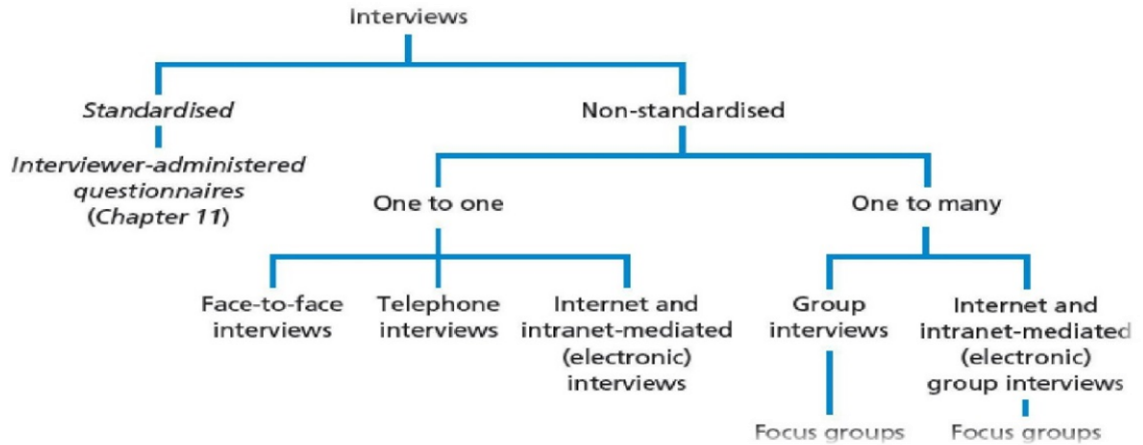 Interviews
Standardised
Non-standardised
Interviewer-administered
questionnaires
(Chapter 11)
One to one
One to many
Face-to-face
interviews
Telephone
interviews
Internet and
intranet-mediated
(electronic)
interviews
Group
interviews
Internet and
intranet-mediated
(electronic)
group interviews
Focus groups
Focus groups